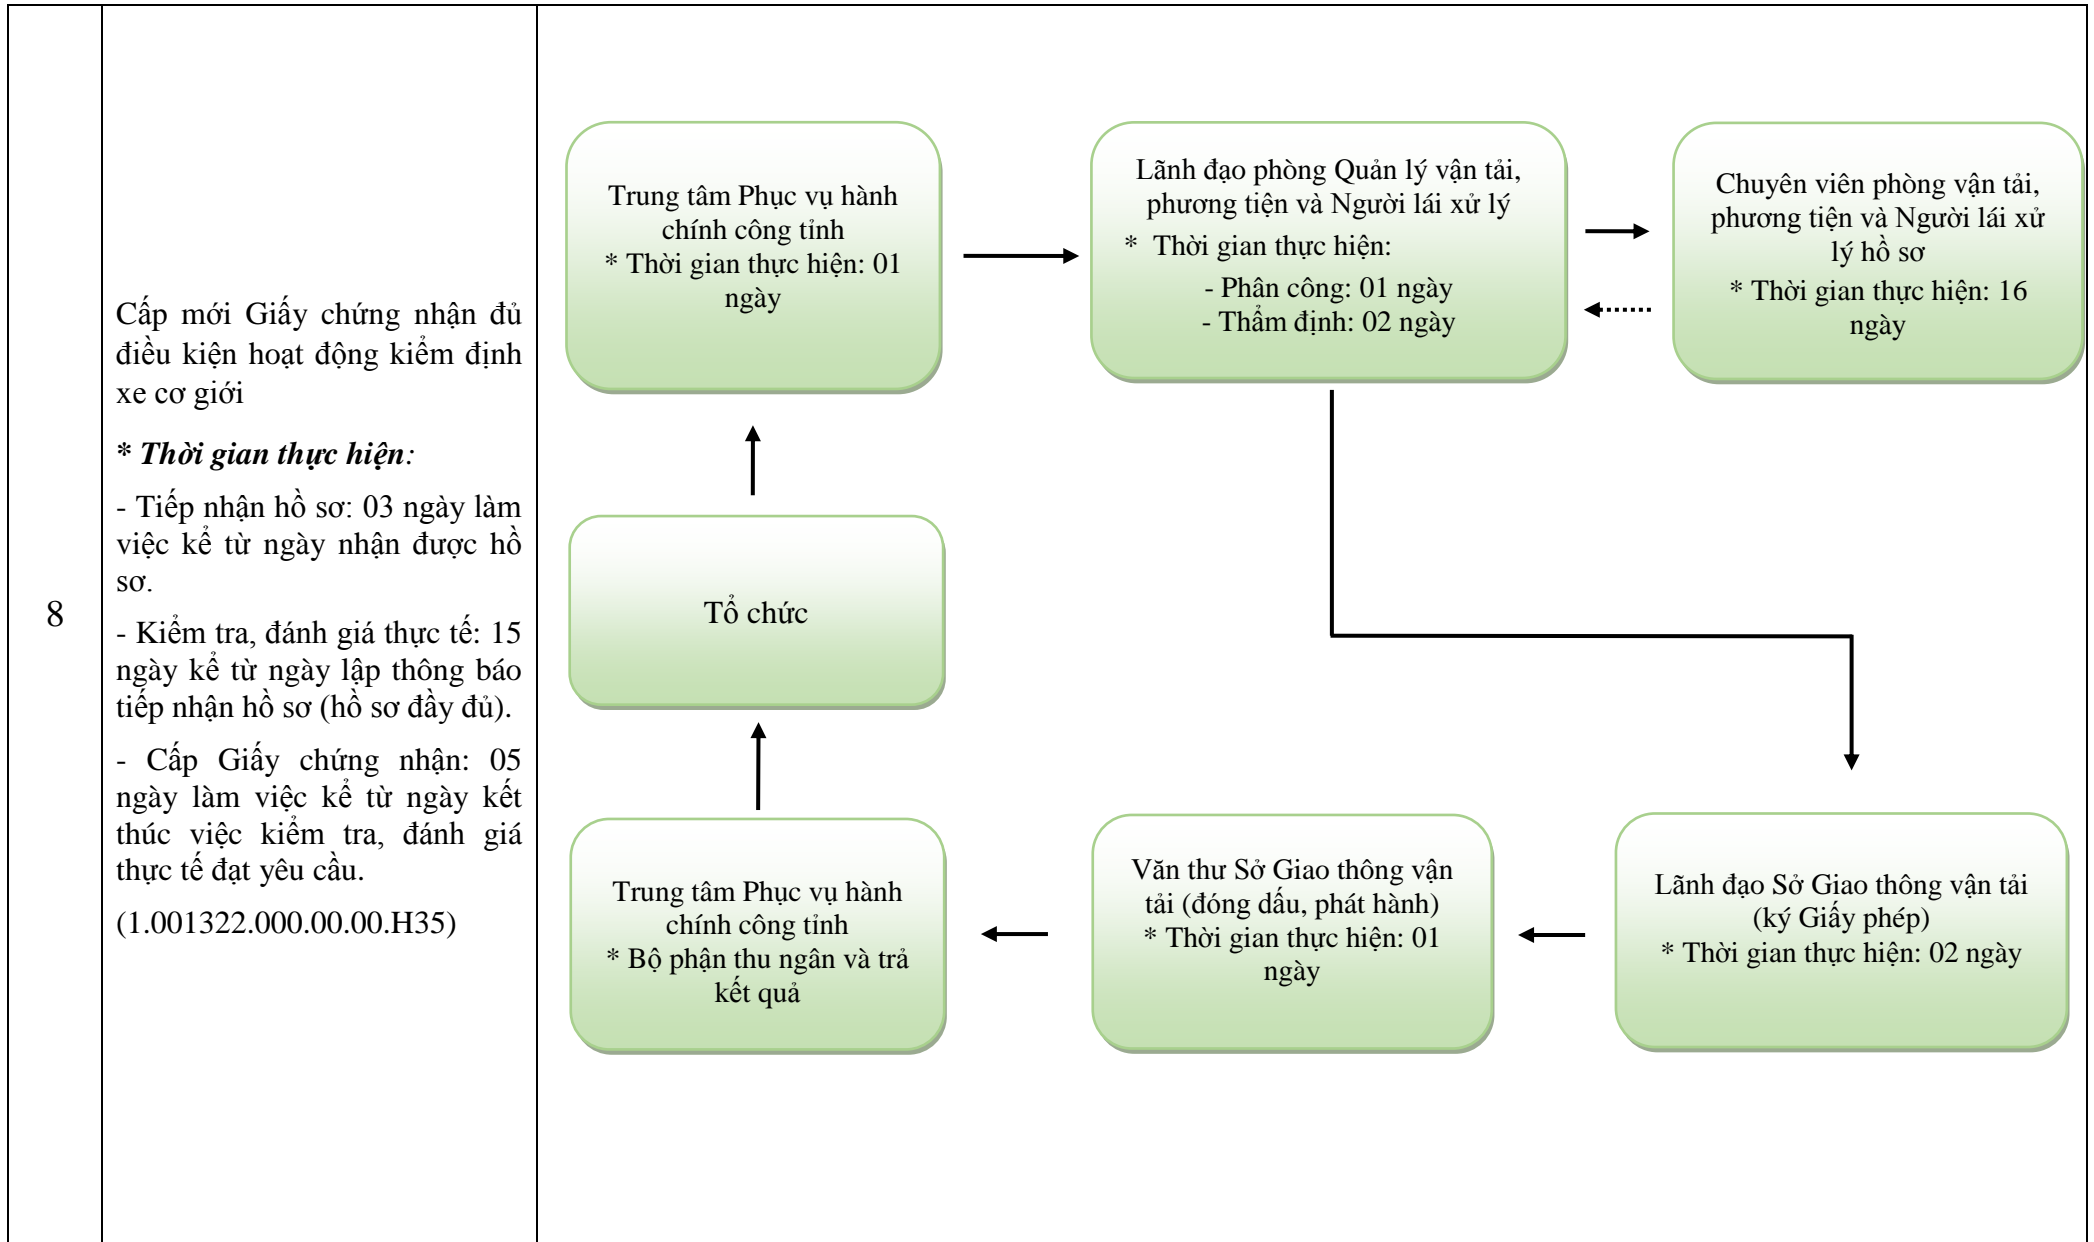 8
Cấp mới Giấy chứng nhận đủ
điều kiện hoạt động kiểm định
xe cơ giới
* Thời gian thực hiện:
- Tiếp nhận hồ sơ: 03 ngày làm
việc kể từ ngày nhận được hồ
sơ.
- Kiểm tra, đánh giá thực tế: 15
ngày kể từ ngày lập thông báo
tiếp nhận hồ sơ (hồ sơ đầy đủ).
- Cấp Giấy chứng nhận: 05
ngày làm việc kể từ ngày kết
thúc việc kiểm tra, đánh giá
thực tế đạt yêu cầu.
(1.001322.000.00.00.H35)
Trung tâm Phục vụ hành
chính công tỉnh
* Thời gian thực hiện: 01
ngày
Lãnh đạo phòng Quản lý vận tải,
phương tiện và Người lái xử lý
* Thời gian thực hiện:
- Phân công: 01 ngày
- Thẩm định: 02 ngày
Chuyên viên phòng vận tải,
phương tiện và Người lái xử
lý hồ sơ
* Thời gian thực hiện: 16
ngày
Tổ chức
Trung tâm Phục vụ hành
chính công tỉnh
* Bộ phận thu ngân và trả
kết quả
Văn thư Sở Giao thông vận
tải (đóng dấu, phát hành)
* Thời gian thực hiện: 01
ngày
Lãnh đạo Sở Giao thông vận tải
(ký Giấy phép)
* Thời gian thực hiện: 02 ngày